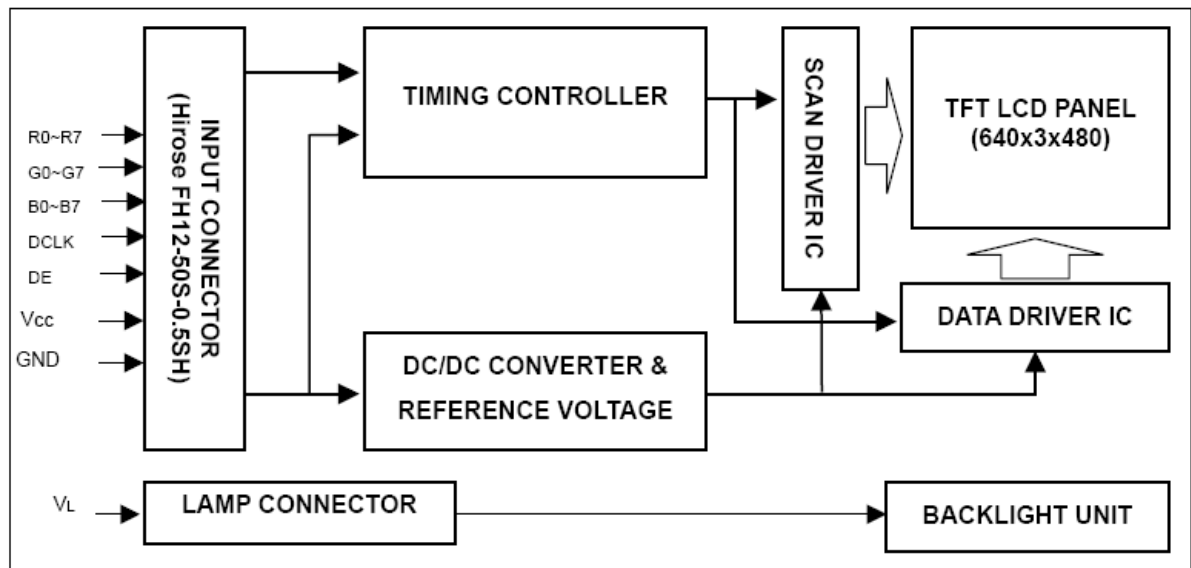 R0~R7
G0~G7
B0~B7
DCLK
DE
Vcc
GND
INPUT CONNECTOR
(Hirose FH12-50S-0.5SH)
TIMING CONTROLLER
SCAN DRIVER IC
TFT LCD PANEL
(640x3x480)
DATA DRIVER IC
DC/DC CONVERTER &
REFERENCE VOLTAGE
VL
LAMP CONNECTOR
BACKLIGHT UNIT